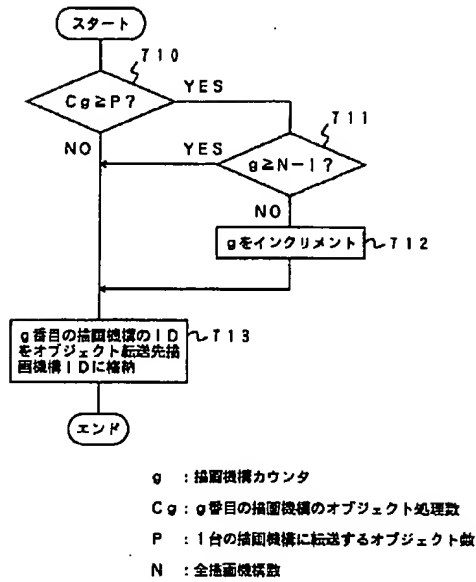 スタート
710
Cg≧P?
YES
NO
711
YES
g≧N-1?
NO
gをインクリメント
712
g番目の描画機構のID
をオブジェクト転送先描
画機構IDに格納
713
エンド
g :描画機構カウンタ
Cg:g番目の描画機構のオブジェクト処理数
P :1台の描画機構に転送するオブジェクト数
N :全描画機構数